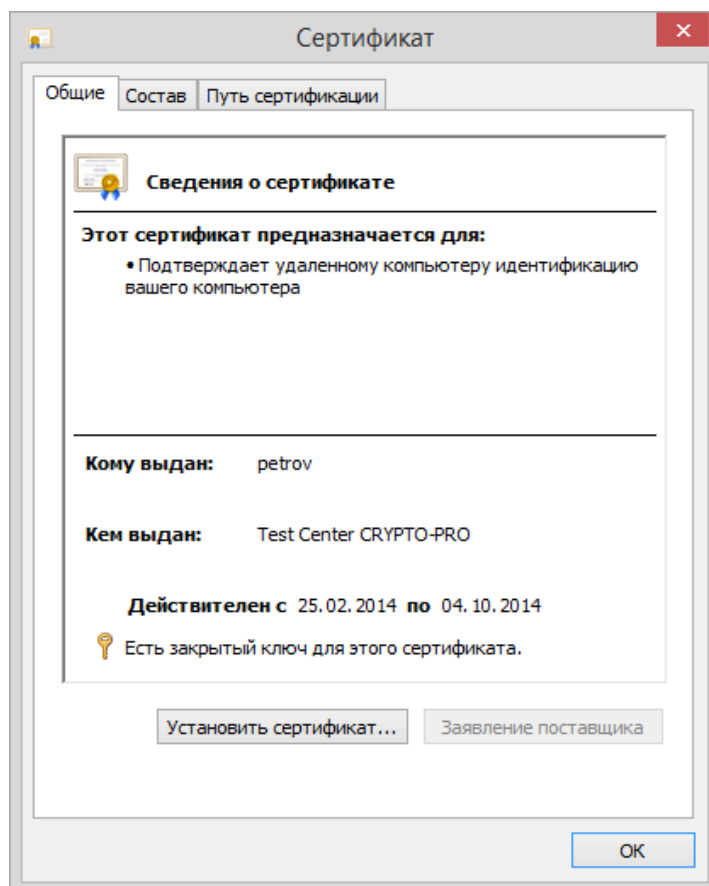 Сертификат
Общие Состав Путь сертификации
Сведения о сертификате
Этот сертификат предназначается для:
• Подтверждает удаленному компьютеру идентификацию
вашего компьютера
Кому выдан: petrov
Кем выдан: Test Center CRYPTO-PRO
Действителен с 25.02.2014 по 04.10.2014
Есть закрытый ключ для этого сертификата.
Установить сертификат... Заявление поставщика
OK